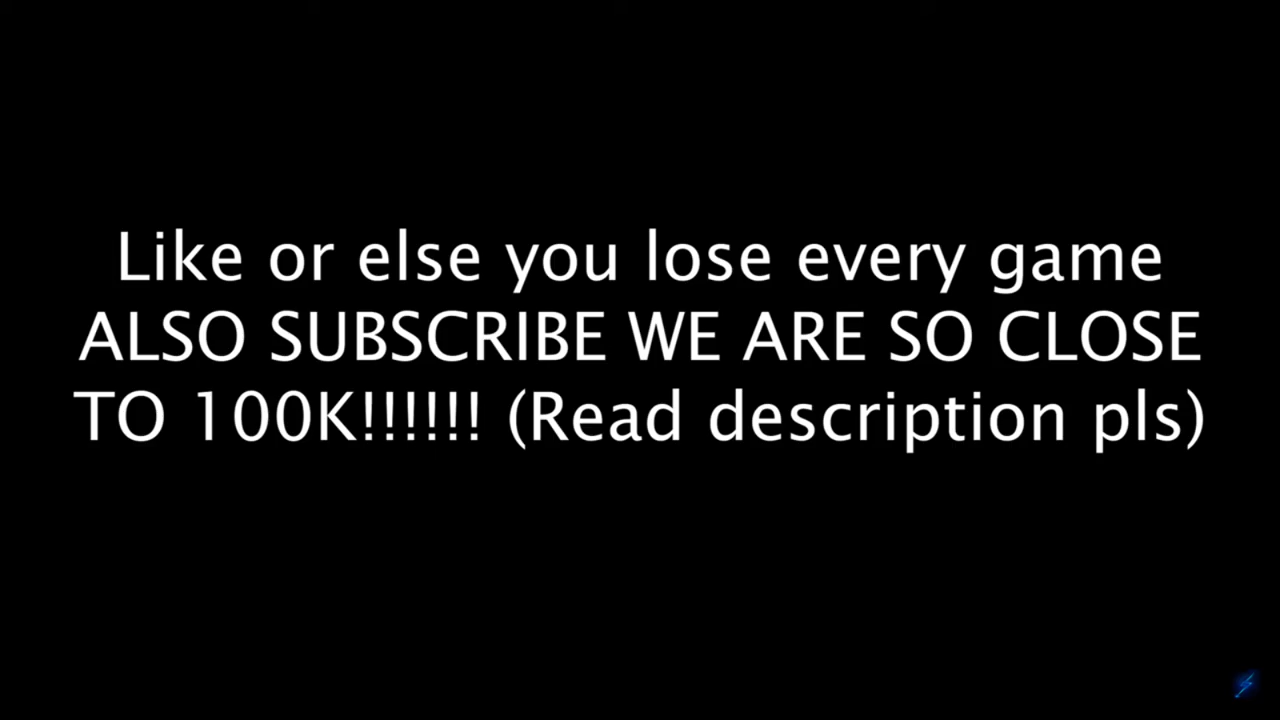 Like or else you lose every game
ALSO SUBSCRIBE WE ARE SO CLOSE
TO 100K!!!!!! (Read description pls)